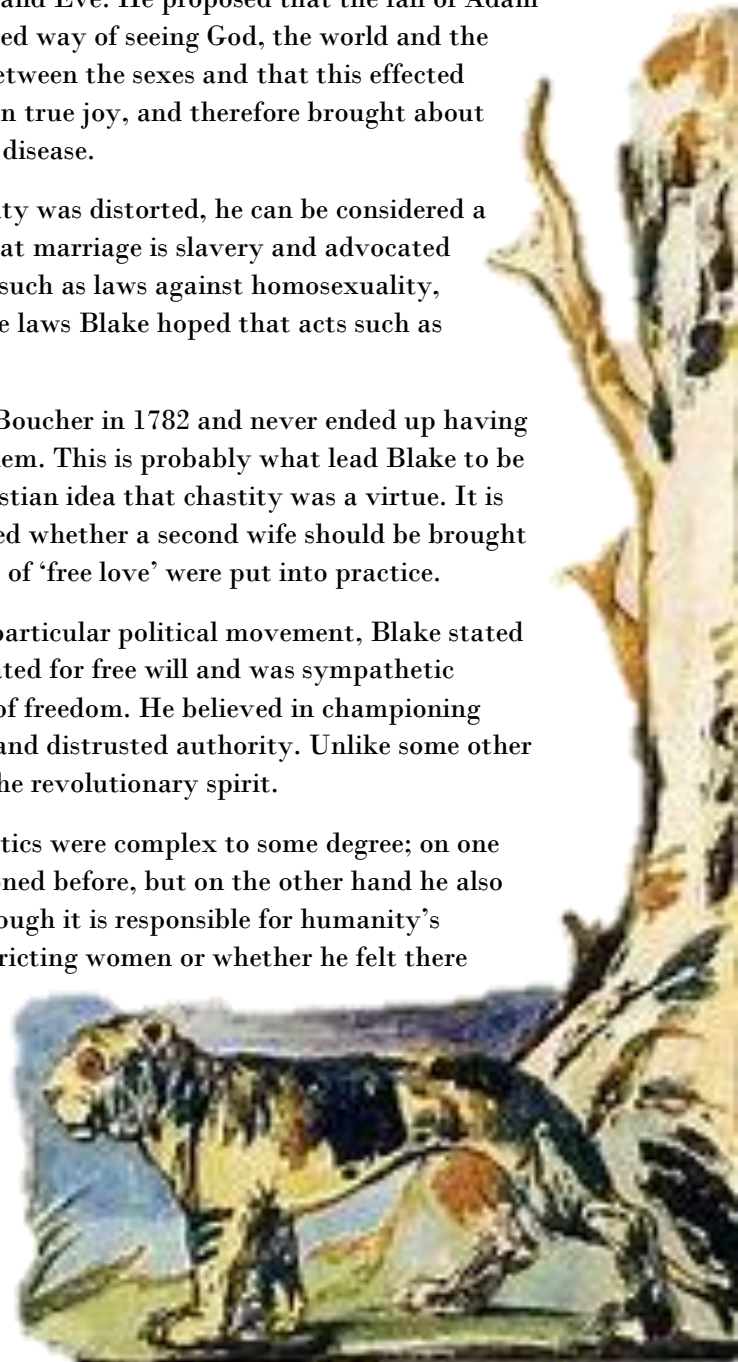 and Eve. He proposed that the fall of Adam
ed way of seeing God, the world and the
etween the sexes and that this effected
n true joy, and therefore brought about
disease.
ity was distorted, he can be considered a
at marriage is slavery and advocated
such as laws against homosexuality,
e laws Blake hoped that acts such as
Boucher in 1782 and never ended up having
em. This is probably what lead Blake to be
stian idea that chastity was a virtue. It is
ed whether a second wife should be brought
of ‘free love’ were put into practice.
particular political movement, Blake stated
ated for free will and was sympathetic
of freedom. He believed in championing
and distrusted authority. Unlike some other
he revolutionary spirit.
tics were complex to some degree; on one
oned before, but on the other hand he also
ough it is responsible for humanity’s
ricting women or whether he felt there